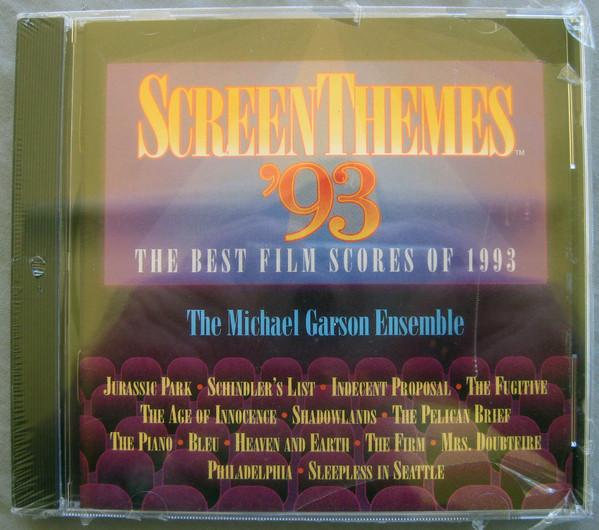 SCREENTHEMES™
'93
THE BEST FILM SCORES OF 1993
The Michael Garson Ensemble
JURASSIC PARK • SCHINDLER'S LIST • INDECENT PROPOSAL • THE FUGITIVE
THE AGE OF INNOCENCE • SHADOWLANDS • THE PELICAN BRIEF
THE PIANO • BLEU • HEAVEN AND EARTH • THE FIRM • MRS. DOUBTFIRE
PHILADELPHIA • SLEEPLESS IN SEATTLE